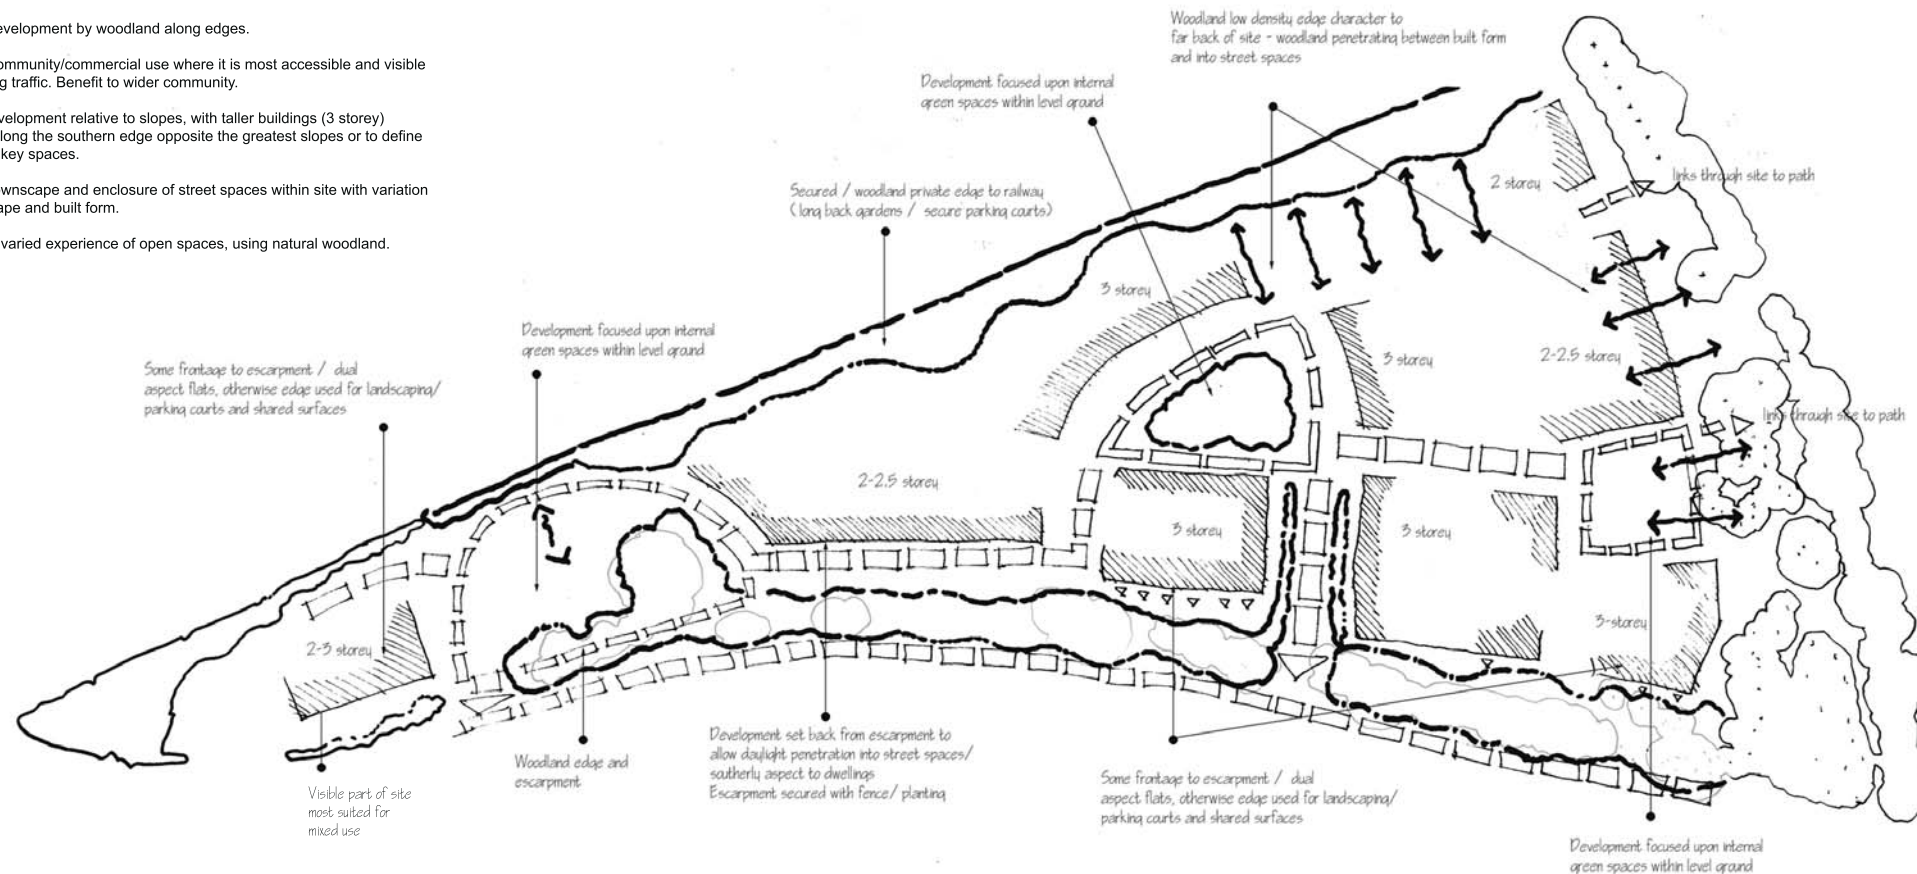 evelopment by woodland along edges.
ommunity/commercial use where it is most accessible and visible
g traffic. Benefit to wider community.
velopment relative to slopes, with taller buildings (3 storey)
long the southern edge opposite the greatest slopes or to define
key spaces.
wnscape and enclosure of street spaces within site with variation
ape and built form.
varied experience of open spaces, using natural woodland.
Woodland low density edge character to
far back of site - woodland penetrating between built form
and into street spaces
Development focused upon internal
green spaces within level ground
Secured / woodland private edge to railway
(long back gardens / secure parking courts)
2 storey
links through site to path
3 storey
Development focused upon internal
green spaces within level ground
Some frontage to escarpment / dual
aspect flats, otherwise edge used for landscaping/
parking courts and shared surfaces
3 storey
2-2.5 storey
links through site to path
2-2.5 storey
3 storey
3 storey
3-storey
2-3 storey
Visible part of site
most suited for
mixed use
Woodland edge and
escarpment
Development set back from escarpment to
allow daylight penetration into street spaces/
southerly aspect to dwellings
Escarpment secured with fence/ planting
Some frontage to escarpment / dual
aspect flats, otherwise edge used for landscaping/
parking courts and shared surfaces
Development focused upon internal
green spaces within level ground